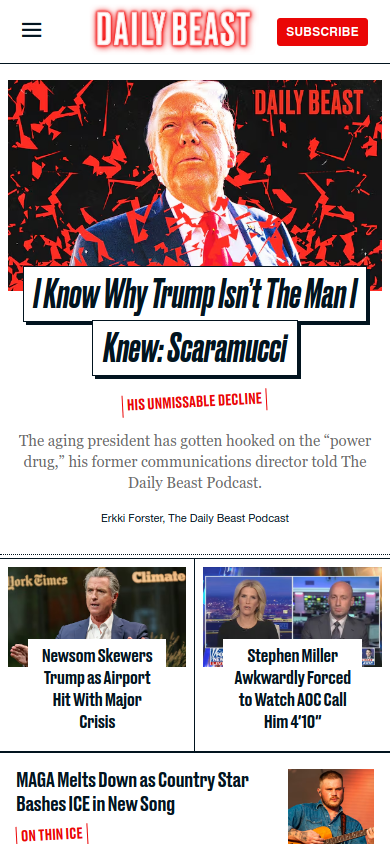 DAILY BEAST
SUBSCRIBE
DAILY BEAST
I Know Why Trump Isn't The Man I
Knew: Scaramucci
HIS UNMISSABLE DECLINE
The aging president has gotten hooked on the “power
drug,” his former communications director told The
Daily Beast Podcast.
Erkki Forster, The Daily Beast Podcast
york Times
Climate
Newsom Skewers
Trump as Airport
Hit With Major
Crisis
Stephen Miller
Awkwardly Forced
to Watch AOC Call
Him 4’10”
MAGA Melts Down as Country Star
Bashes ICE in New Song
ON THIN ICE